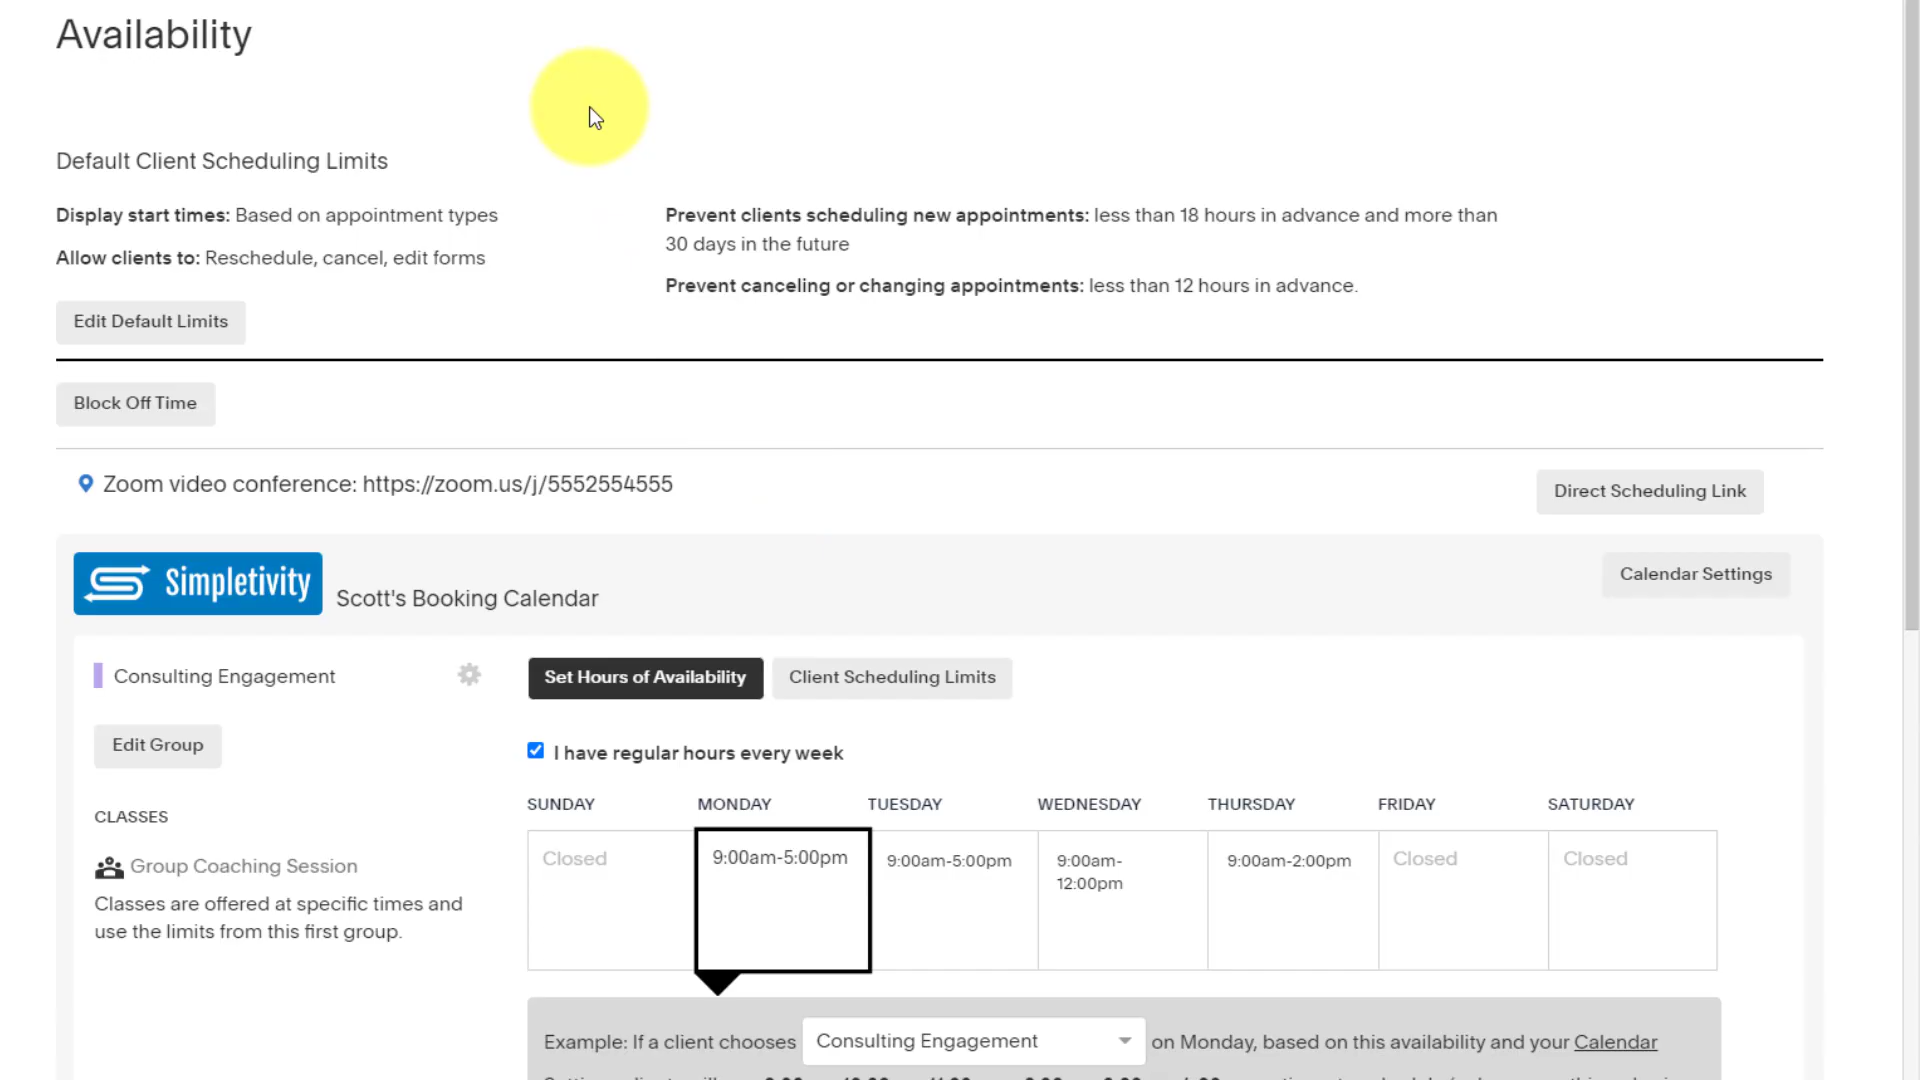 Availability
Default Client Scheduling Limits
Display start times: Based on appointment types
Allow clients to: Reschedule, cancel, edit forms
Prevent clients scheduling new appointments: less than 18 hours in advance and more than
30 days in the future
Prevent canceling or changing appointments: less than 12 hours in advance.
Edit Default Limits
Block Off Time
Zoom video conference: https://zoom.us/j/5552554555
Direct Scheduling Link
Simpletivity
Scott's Booking Calendar
Calendar Settings
Consulting Engagement
Edit Group
CLASSES
Group Coaching Session
Classes are offered at specific times and
use the limits from this first group.
Set Hours of Availability
Client Scheduling Limits
I have regular hours every week
SUNDAY MONDAY TUESDAY WEDNESDAY THURSDAY FRIDAY SATURDAY
Closed 9:00am-5:00pm 9:00am-5:00pm 9:00am- 9:00am-2:00pm Closed Closed
12:00pm
Example: If a client chooses Consulting Engagement on Monday, based on this availability and your Calendar